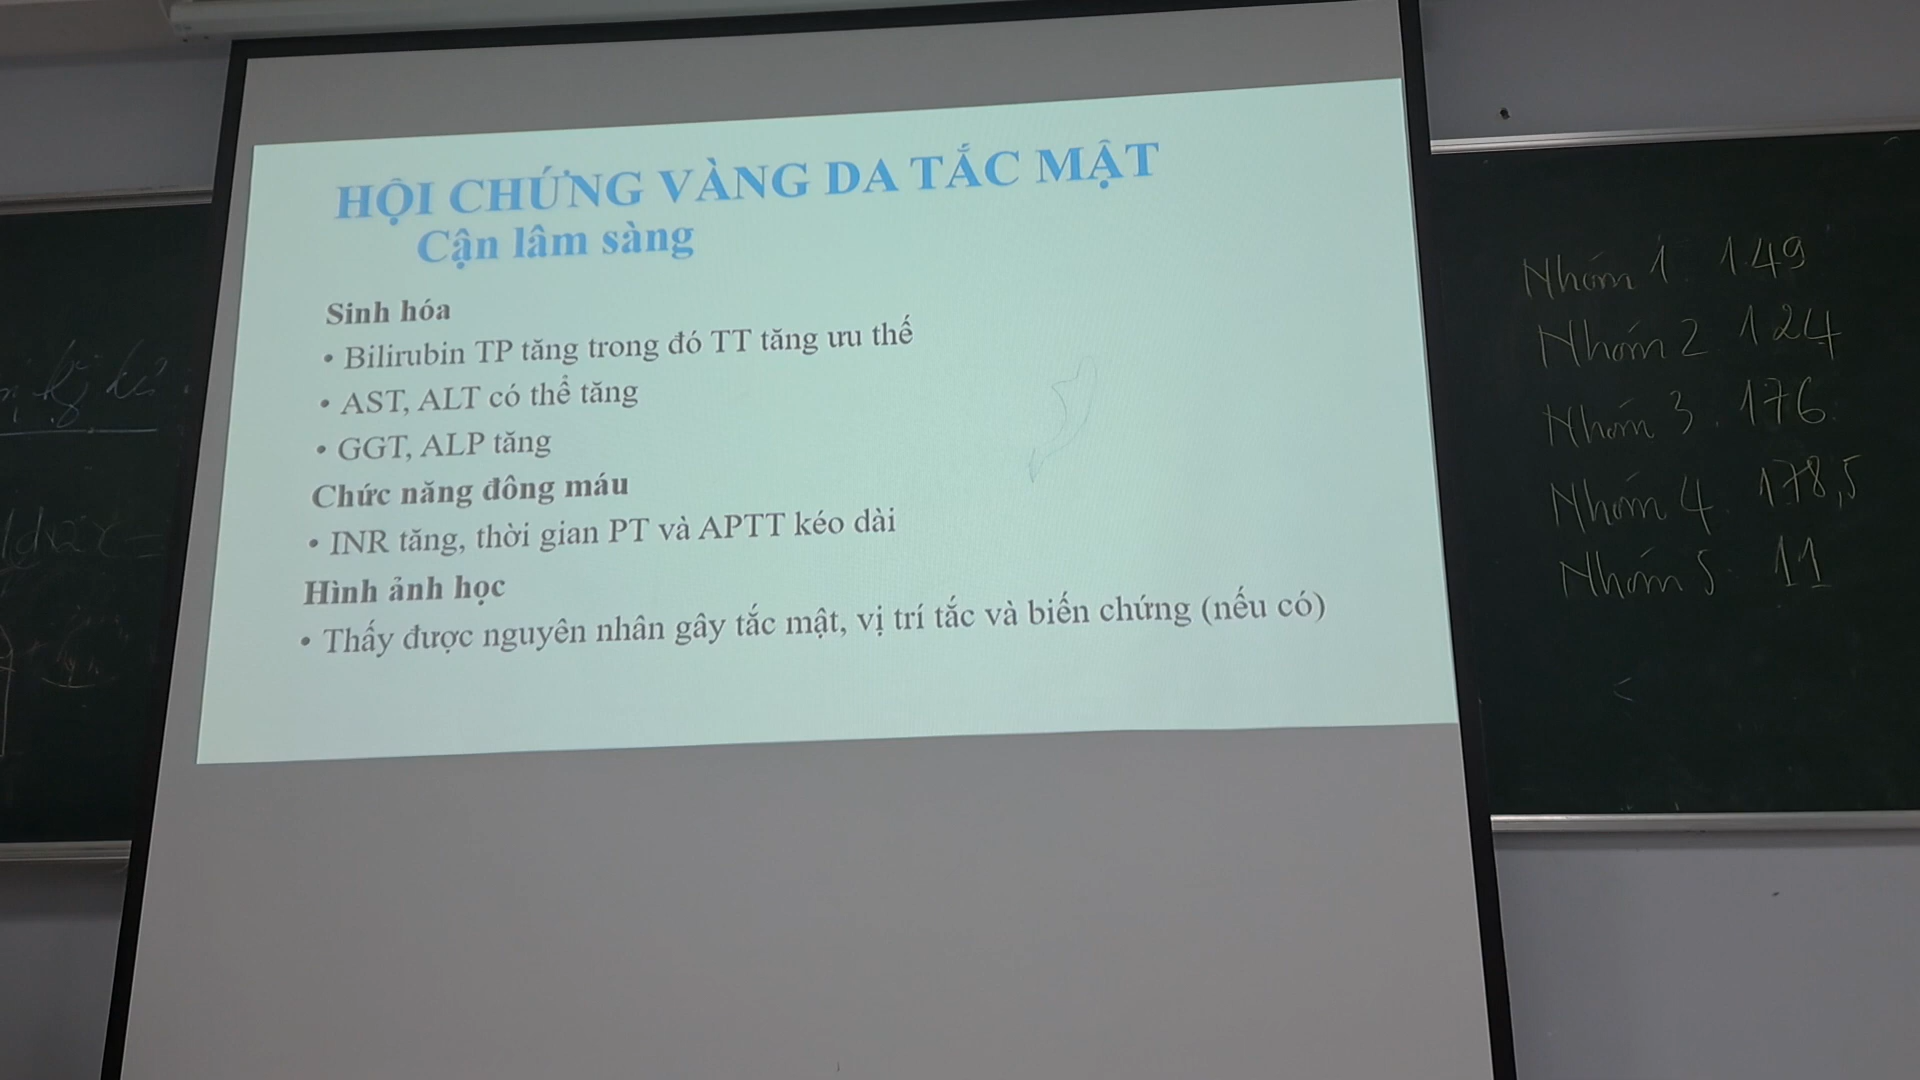 HỘI CHỨNG VÀNG DA TẮC MẬT
Cận lâm sàng
Sinh hóa
• Bilirubin TP tăng trong đó TT tăng ưu thế
• AST, ALT có thể tăng
• GGT, ALP tăng
Chức năng đông máu
• INR tăng, thời gian PT và APTT kéo dài
Hình ảnh học
• Thấy được nguyên nhân gây tắc mật, vị trí tắc và biến chứng (nếu có)
Nhóm 1. 149
Nhóm 2 124
Nhóm 3. 176.
Nhóm 4. 178,5
Nhóm 5. 11